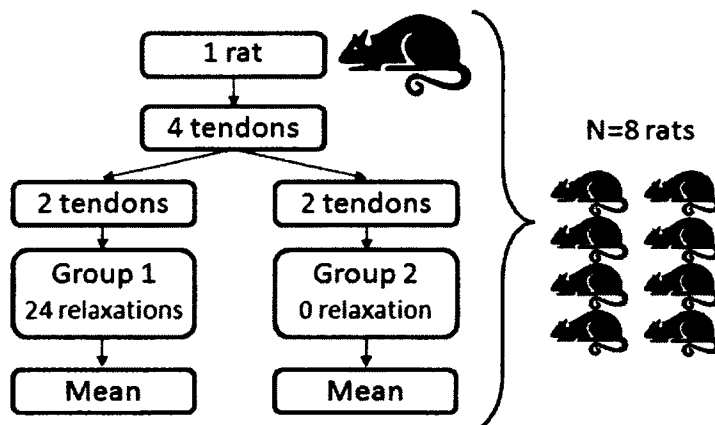 1 rat
4 tendons
N=8 rats
2 tendons
2 tendons
Group 1
24 relaxations
Group 2
0 relaxation
Mean
Mean